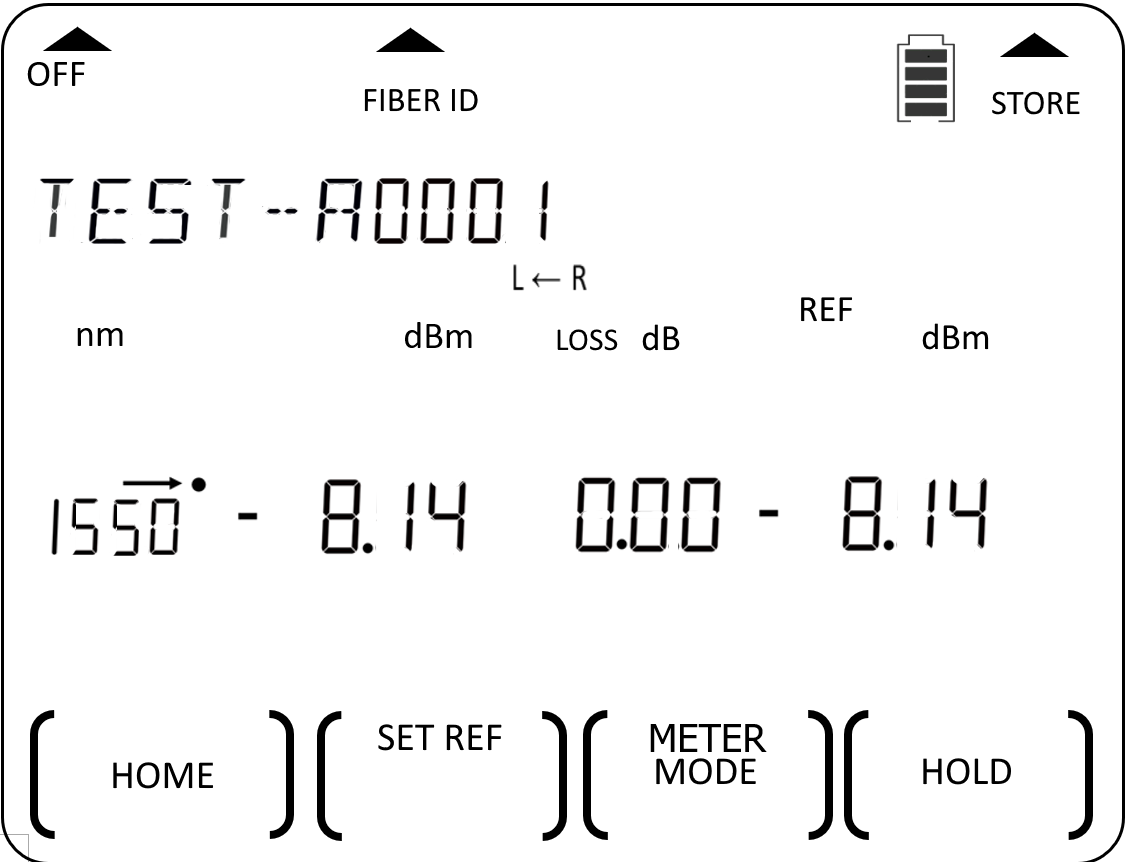 OFF
FIBER ID
STORE
TEST--A0001
L ← R
nm dBm LOSS dB REF dBm
1550 - 8.14 0.00 - 8.14
HOME SET REF METER MODE HOLD